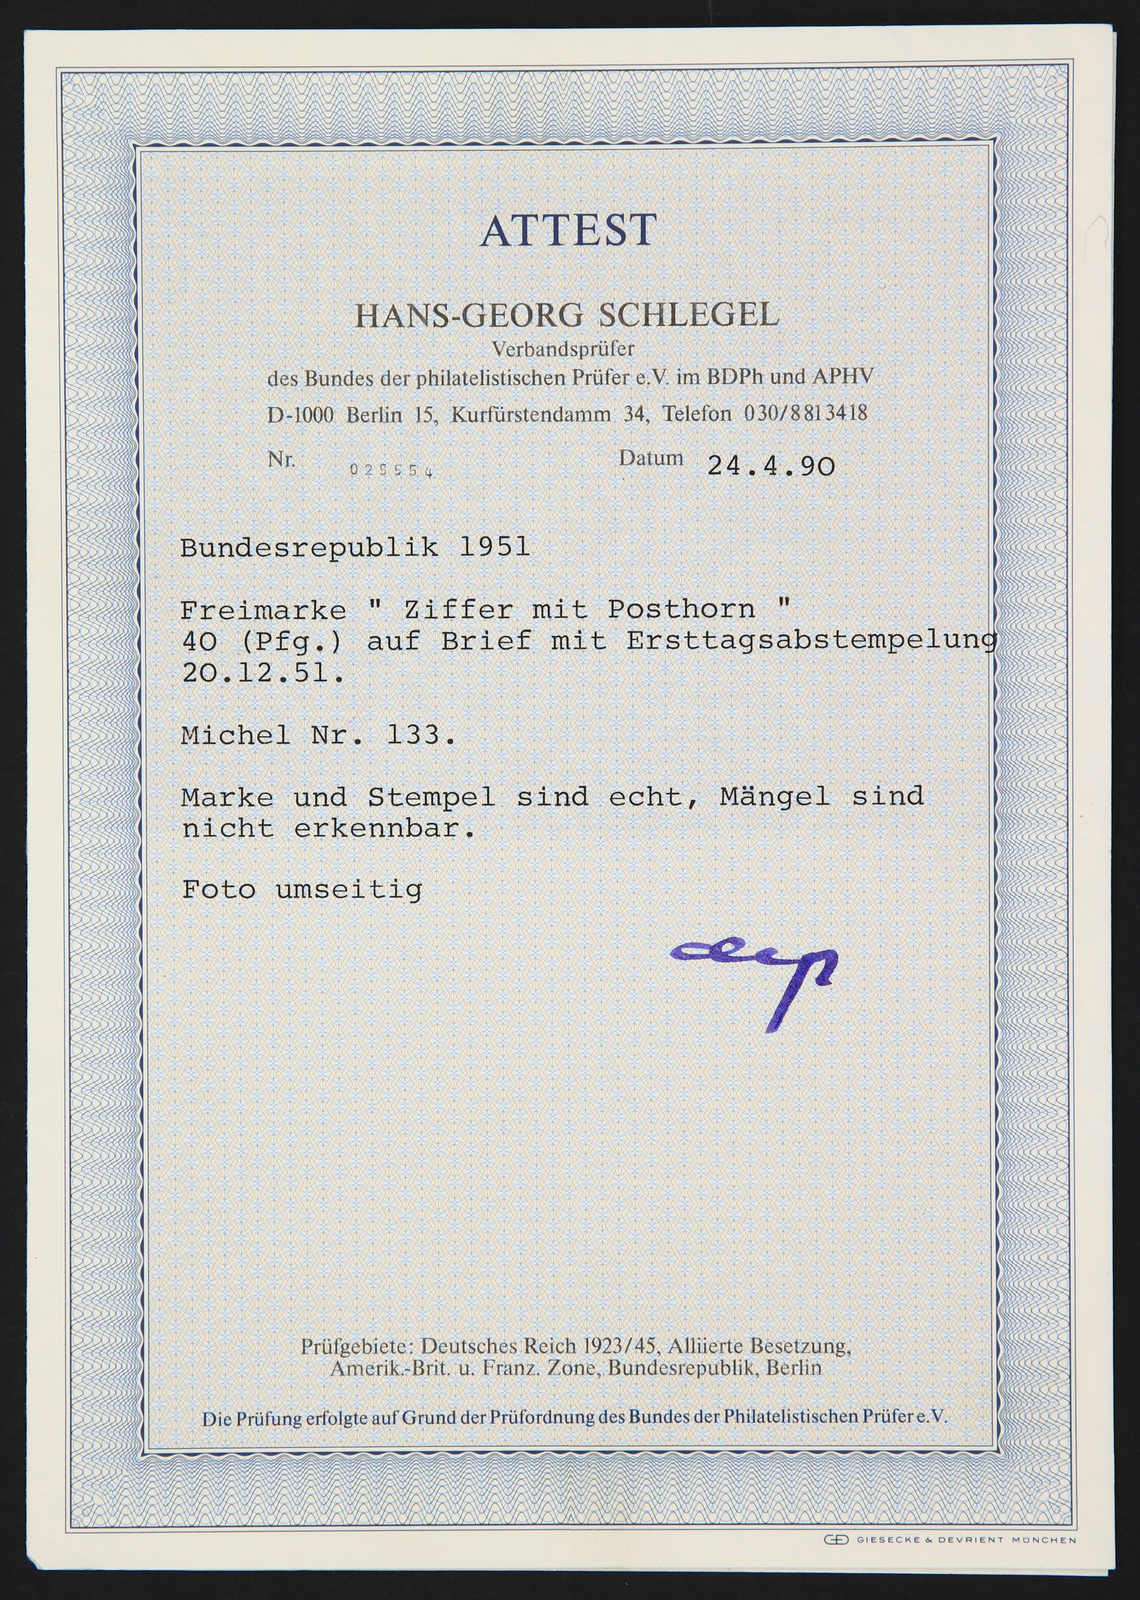 ATTEST
HANS-GEORG SCHLEGEL
Verbandsprüfer
des Bundes der philatelistischen Prüfer e.V. im BDPh und APHV
D-1000 Berlin 15, Kurfürstendamm 34, Telefon 030/8813418
Nr. Datum 24.4.90
Bundesrepublik 1951
Freimarke " Ziffer mit Posthorn "
40 (Pfg.) auf Brief mit Ersttagsabstempelung
20.12.51.
Michel Nr. 133.
Marke und Stempel sind echt, Mängel sind
nicht erkennbar.
Foto umseitig
Prüfgebiete: Deutsches Reich 1923/45, Alliierte Besetzung,
Amerik.-Brit. u. Franz. Zone, Bundesrepublik, Berlin
Die Prüfung erfolgte auf Grund der Prüfordnung des Bundes der Philatelistischen Prüfer e.V.
GIESECKE & DEVRIENT MÜNCHEN